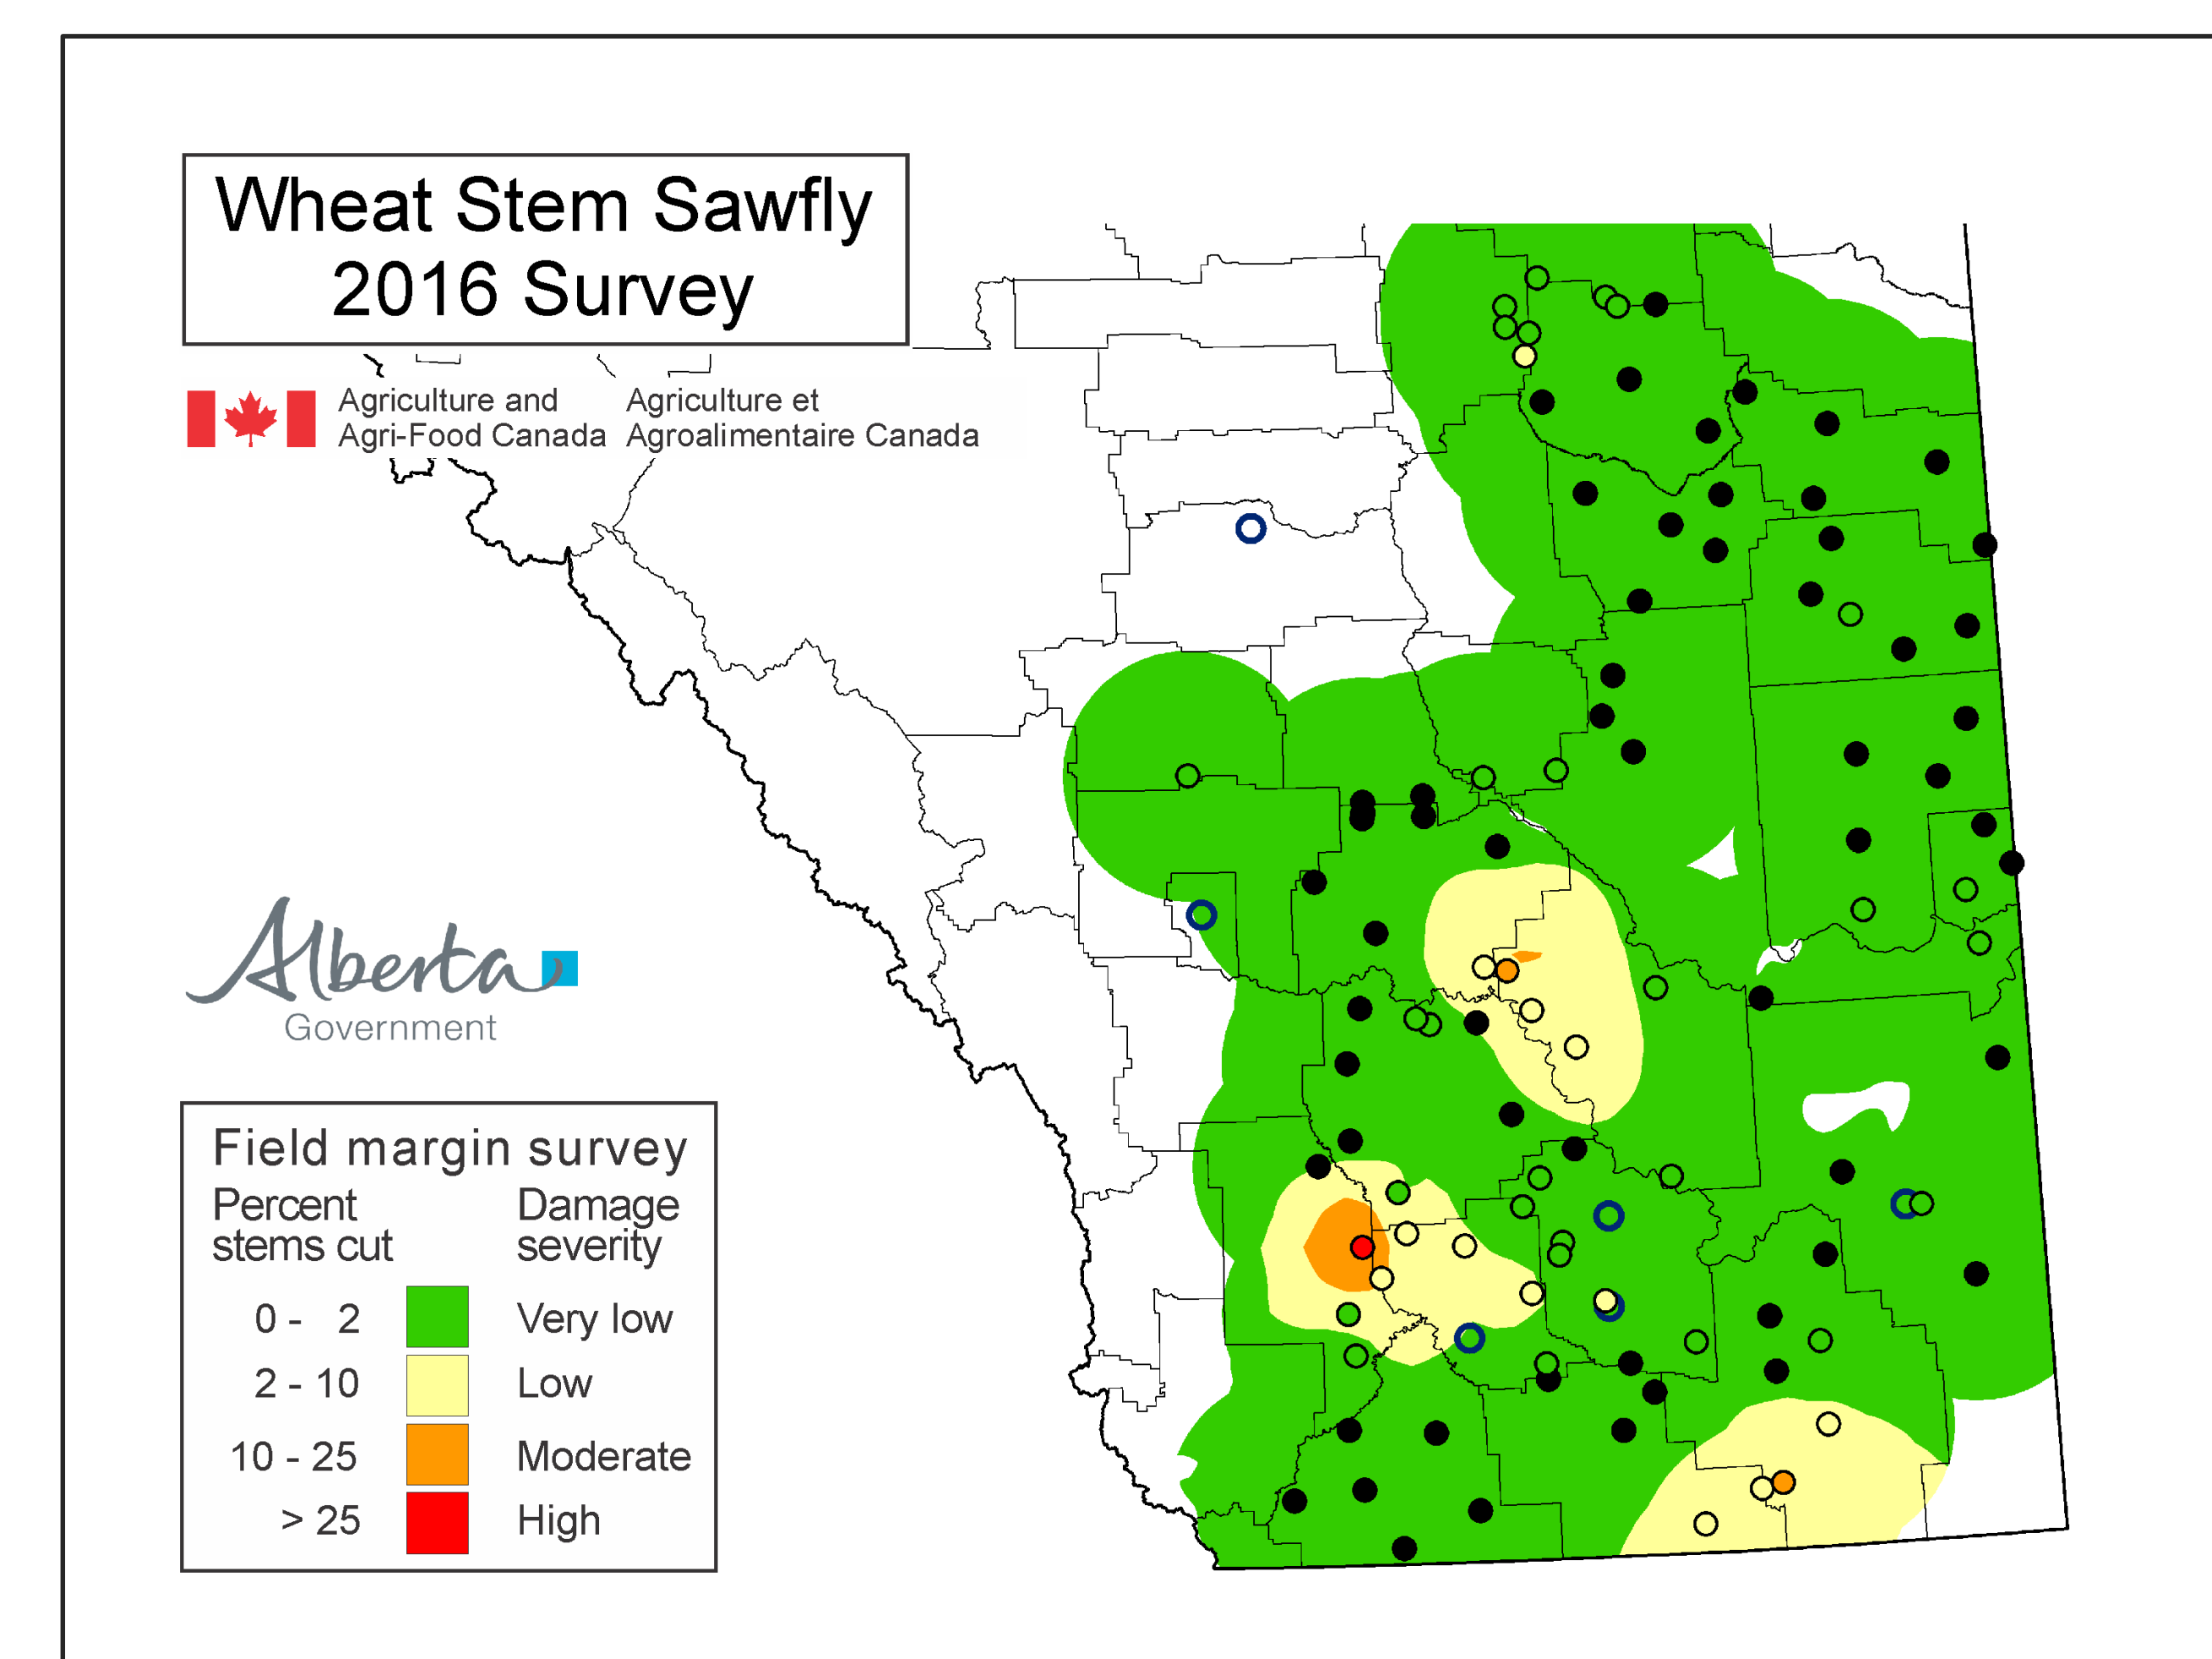 Wheat Stem Sawfly
2016 Survey
Agriculture and
Agri-Food Canada
Agriculture et
Agroalimentaire Canada
Alberta
Government
Field margin survey
Percent
stems cut
Damage
severity
0 - 2 Very low
2 - 10 Low
10 - 25 Moderate
> 25 High